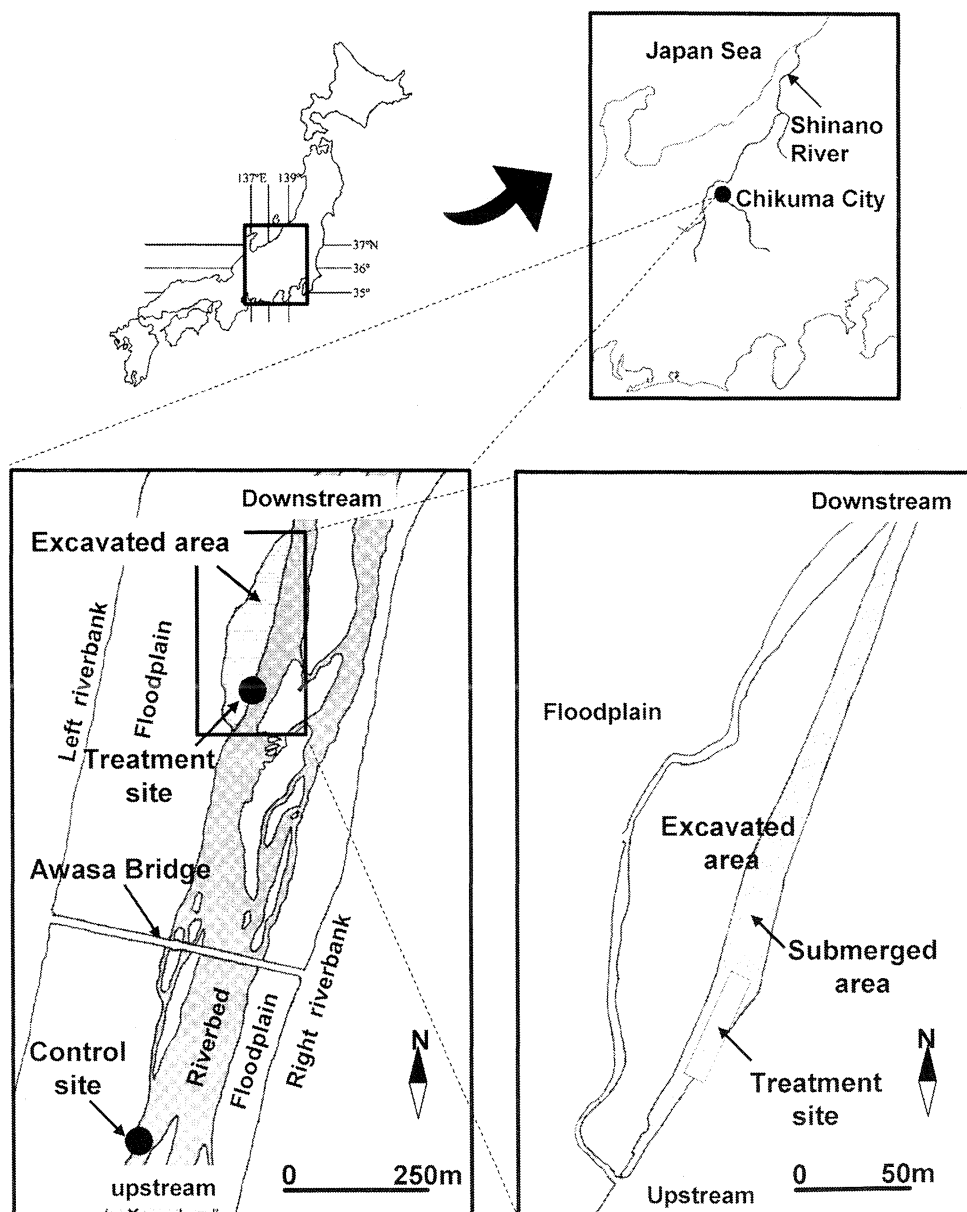 137°E 139°
37°N
36°
35°
Japan Sea
Shinano
River
Chikuma City
Downstream
Excavated area
Left riverbank
Floodplain
Treatment
site
Awasa Bridge
Riverbed
Floodplain
Right riverbank
Control
site
N
upstream
0 250m
Downstream
Floodplain
Excavated
area
Submerged
area
Treatment
site
N
Upstream
0 50m